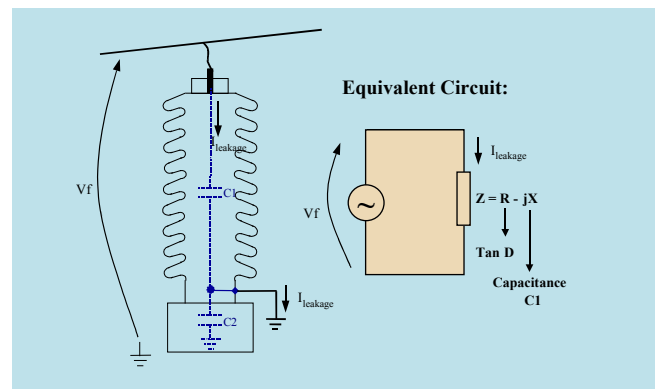 Equivalent Circuit:
Ileakage
Vf
C1
Ileakage
C2
Ileakage
Vf
~
Z = R - jX
Tan D
Capacitance
C1